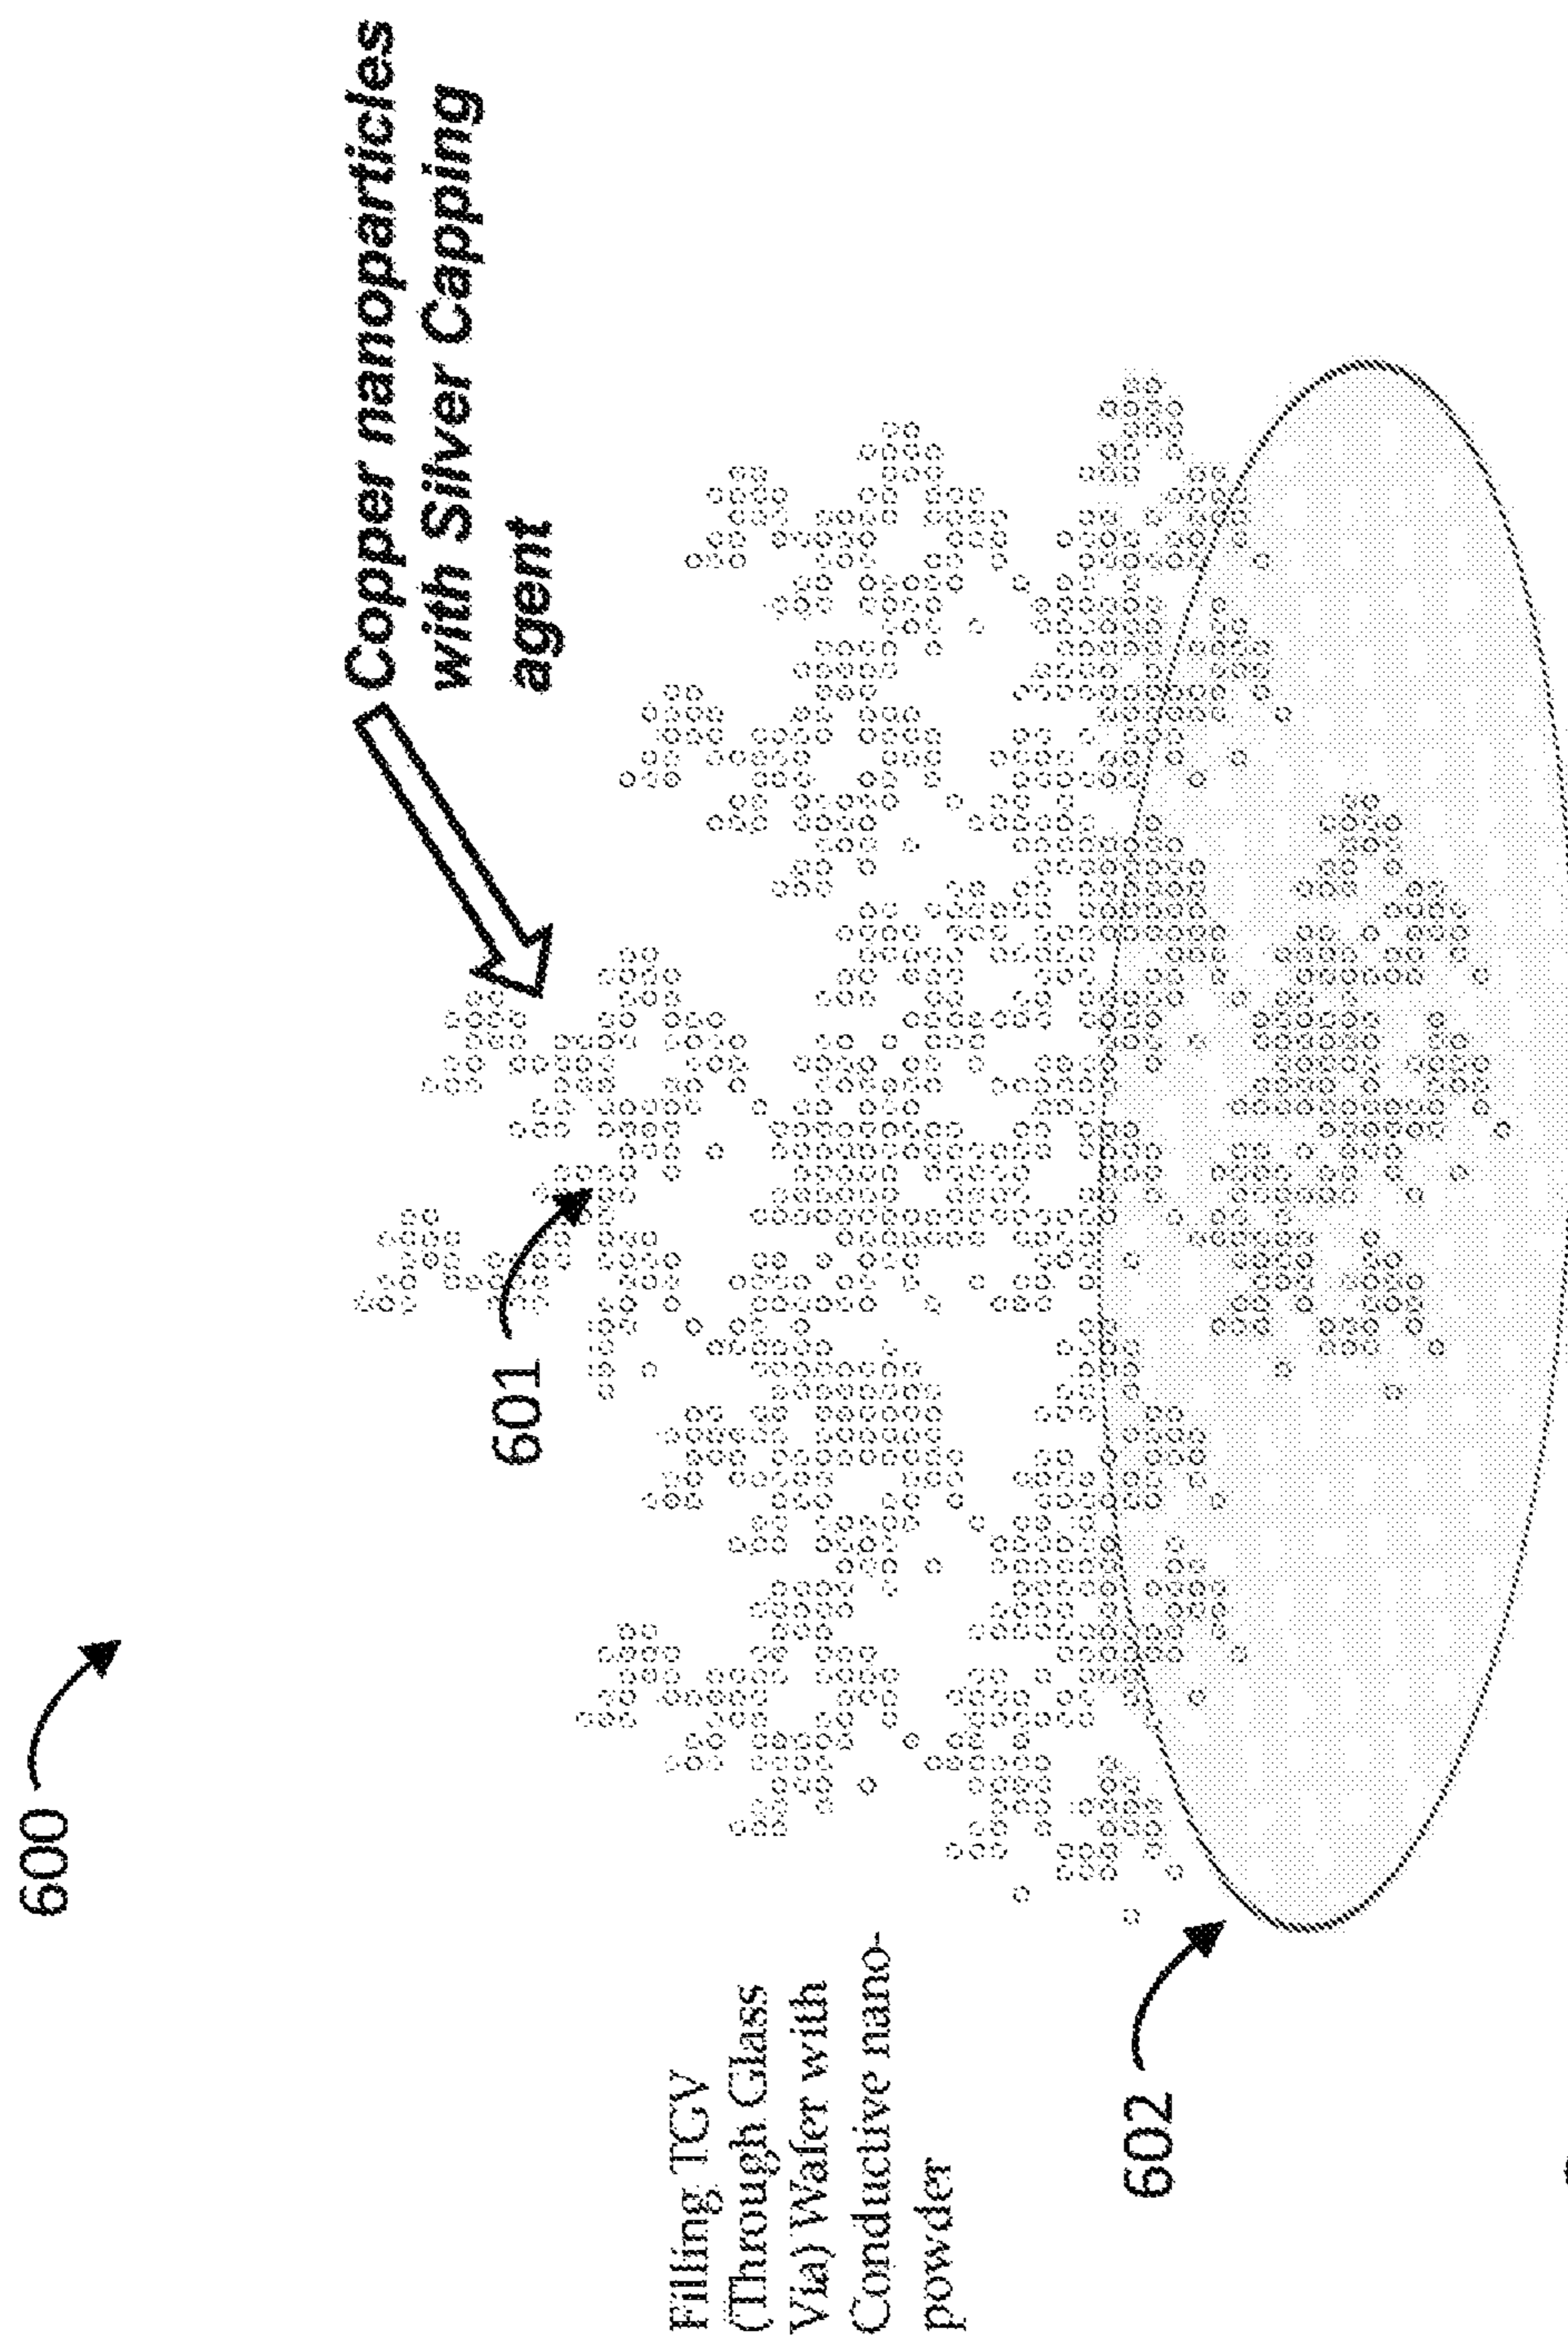 600
Copper nanoparticles
with Silver Capping
agent
601
Filling TGV
(Through Glass
Via) Wafer with
Conductive nano-
powder
602